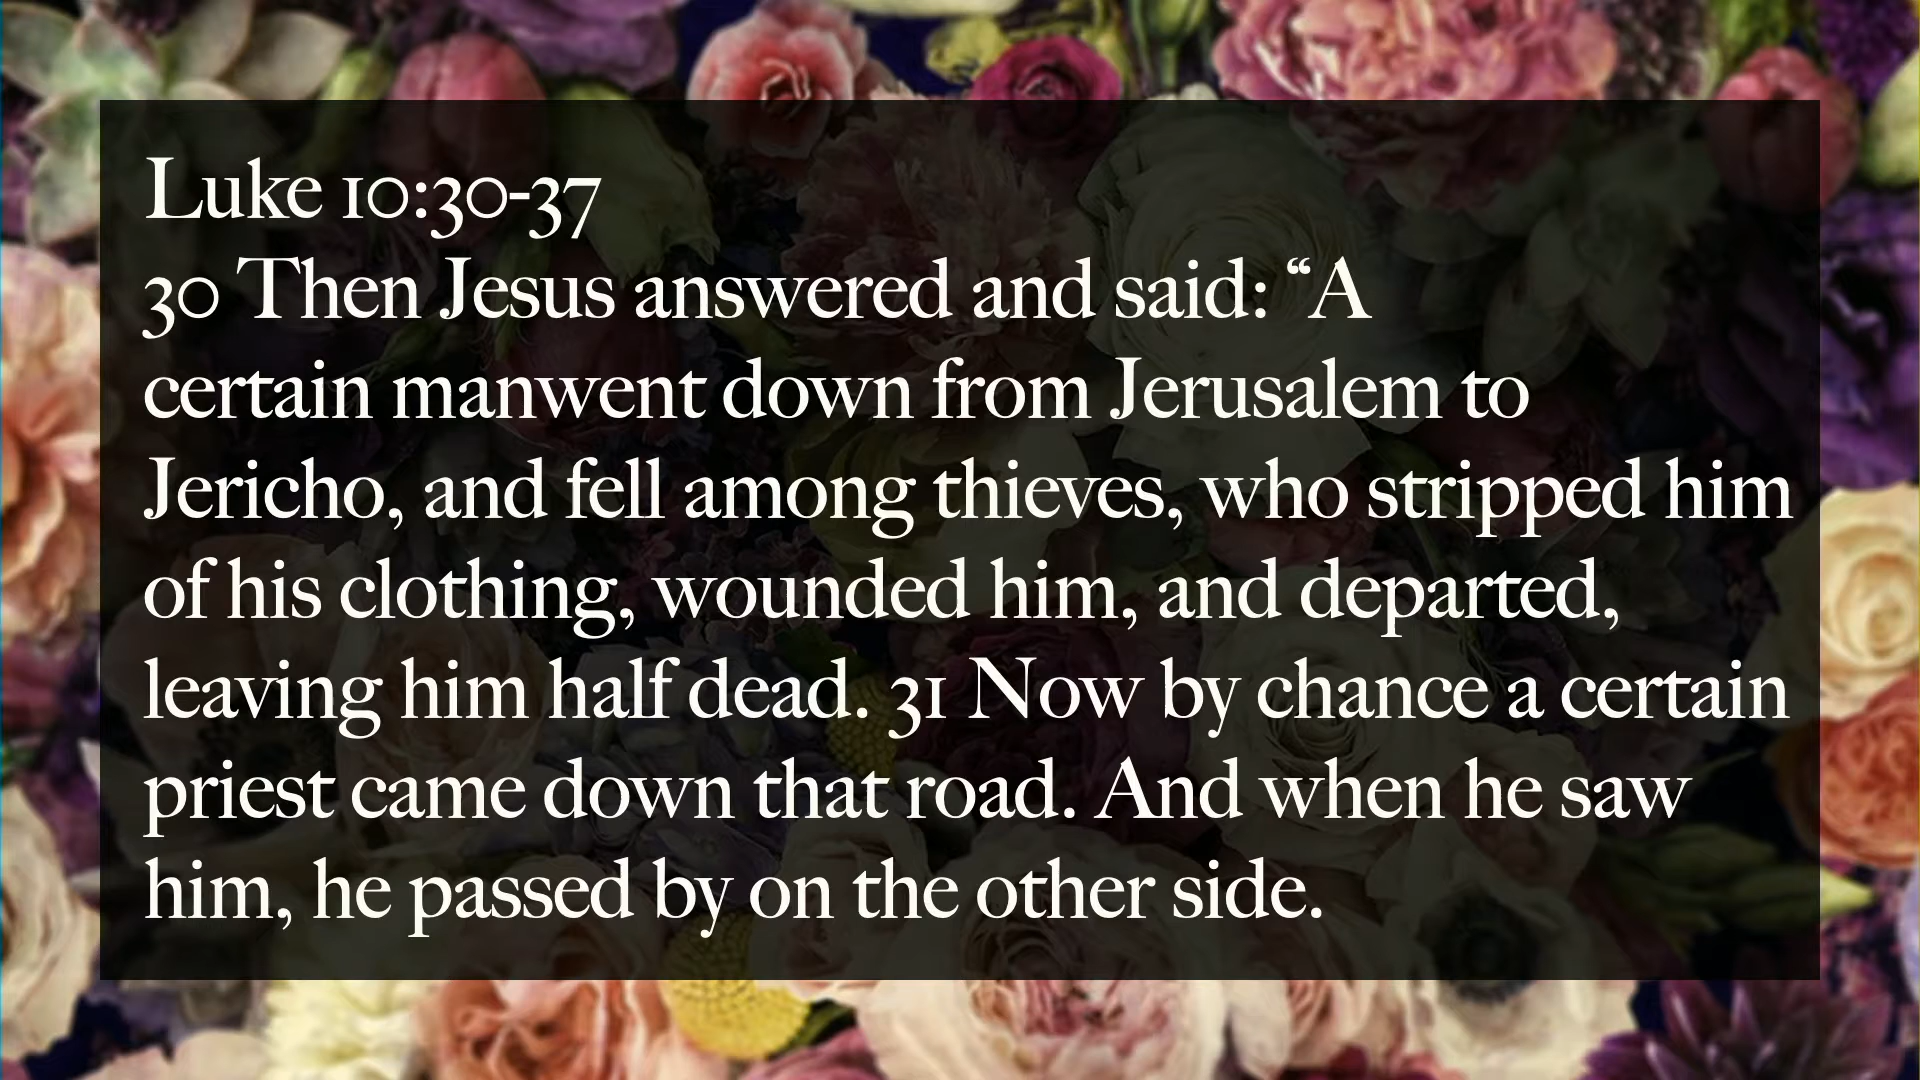 Luke 10:30-37
30 Then Jesus answered and said: “A
certain manwent down from Jerusalem to
Jericho, and fell among thieves, who stripped him
of his clothing, wounded him, and departed,
leaving him half dead. 31 Now by chance a certain
priest came down that road. And when he saw
him, he passed by on the other side.